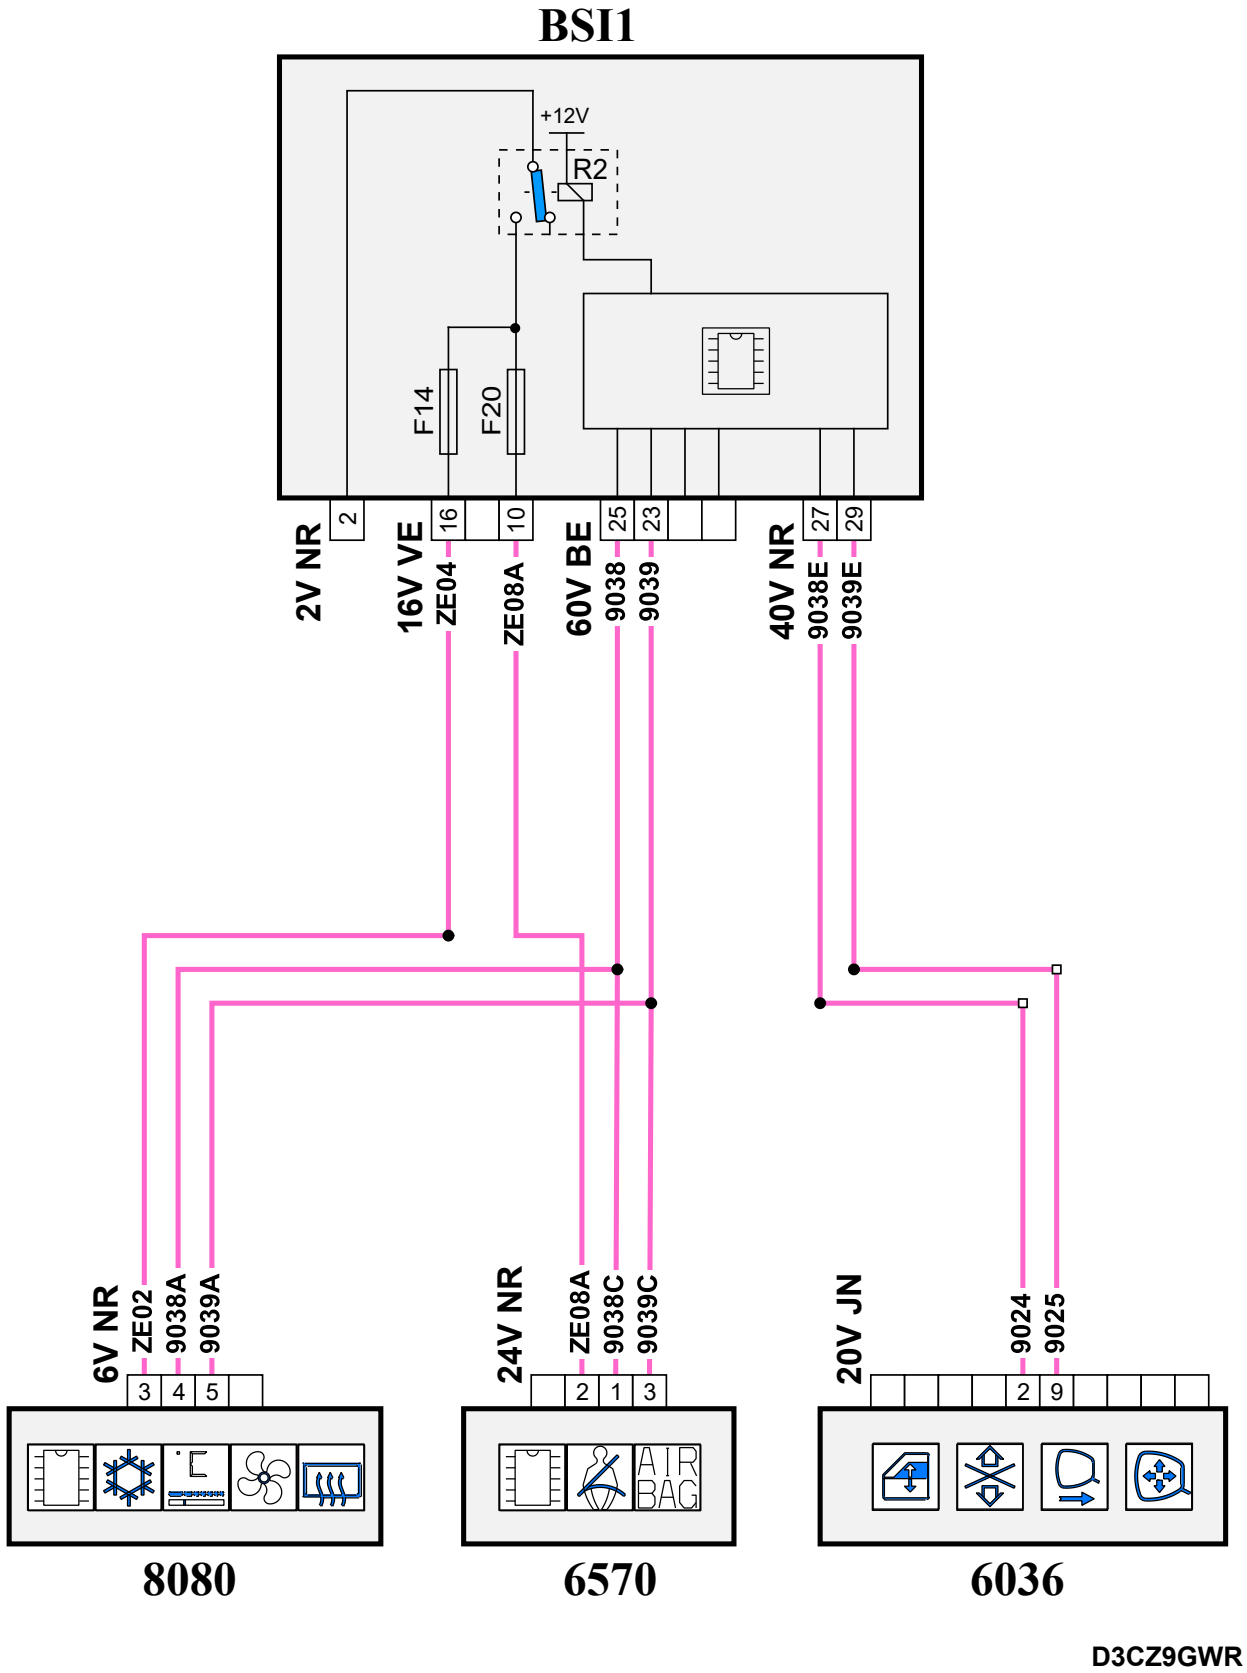 BSI1
+12V
R2
F14
F20
2
16
10
25
23
27
29
2V NR
16V VE
ZE04
ZE08A
60V BE
9038
9039
40V NR
9038E
9039E
6V NR
ZE02
9038A
9039A
24V NR
ZE08A
9038C
9039C
20V JN
9024
9025
3
4
5
2
1
3
2
9
°C
AIR
BAG
8080
6570
6036
D3CZ9GWR